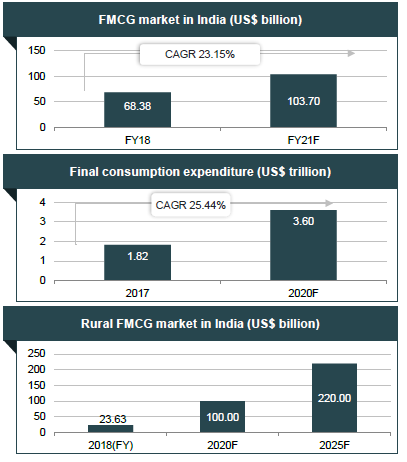 FMCG market in India (US$ billion)
150
100
50
0
CAGR 23.15%
68.38
103.70
FY18
FY21F
Final consumption expenditure (US$ trillion)
4
3
2
1
0
CAGR 25.44%
1.82
3.60
2017
2020F
Rural FMCG market in India (US$ billion)
250
200
150
100
50
0
23.63
100.00
220.00
2018(FY)
2020F
2025F